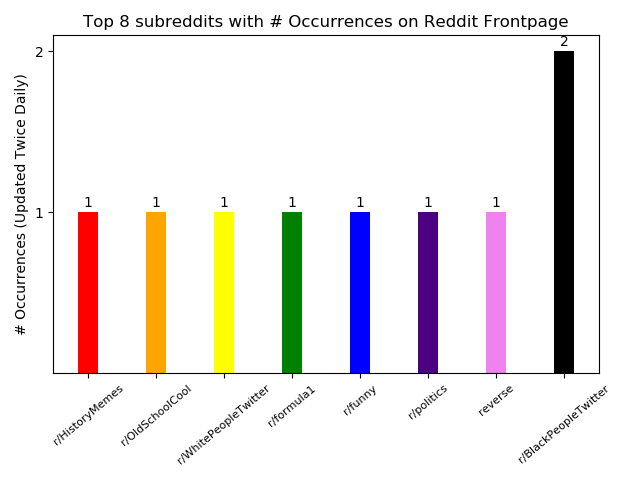 Top 8 subreddits with # Occurrences on Reddit Frontpage
# Occurrences (Updated Twice Daily)
2
1
1
1
1
1
1
1
1
2
r/HistoryMemes
r/OldSchoolCool
r/WhitePeopleTwitter
r/formula1
r/funny
r/politics
reverse
r/BlackPeopleTwitter